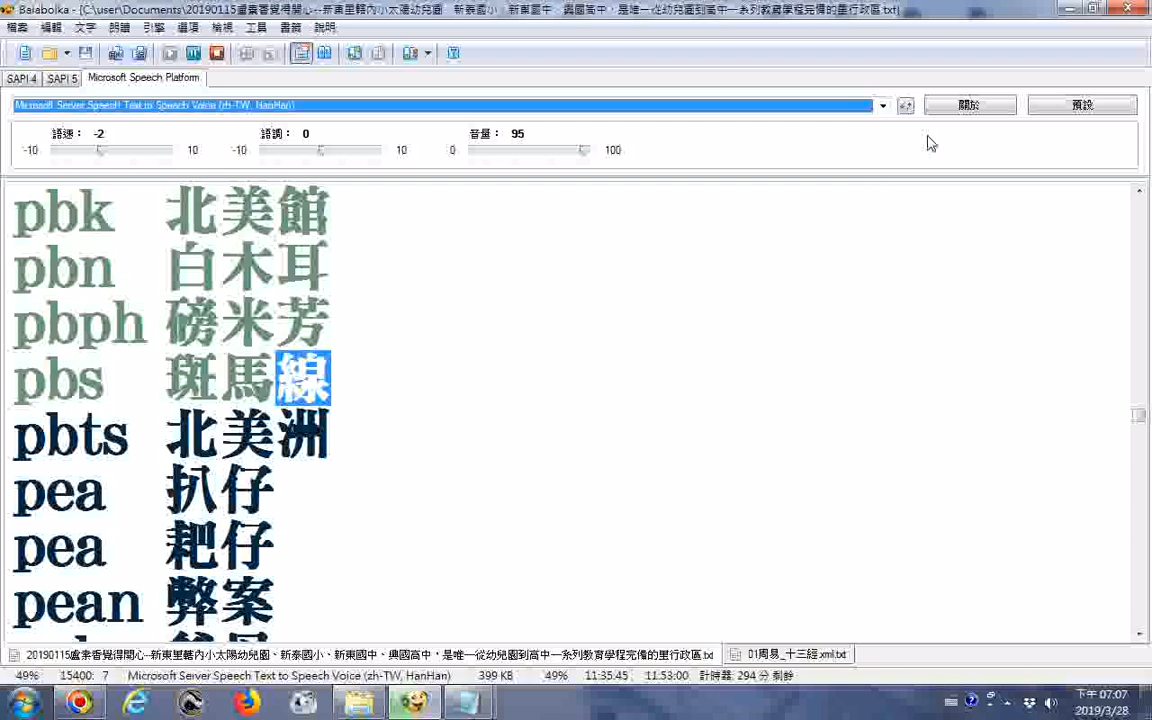 Balabolka - [C:\user\Documents\20190115盧素香覺得開心--新東里轄內小太陽幼兒園、新泰國小、新東國中、興國高中，是唯一從幼兒園到高中一系列教育學程完備的里行政區.txt]
檔案 編輯 文字 朗讀 引擎 選項 檢視 工具 書籤 說明
SAPI 4 SAPI 5 Microsoft Speech Platform
Microsoft Server Speech Text to Speech Voice (zh-TW, HanHan) 關於 預設
語速： -2 語調： 0 音量： 95
-10 10 -10 10 0 100
pbk 北美館
pbn 白木耳
pbph 磅米芳
pbs 斑馬線
pbts 北美洲
pea 扒仔
pea 耙仔
pean 弊案
20190115盧素香覺得開心--新東里轄內小太陽幼兒園、新泰國小、新東國中、興國高中，是唯一從幼兒園到高中一系列教育學程完備的里行政區.txt 01周易_十三經.xml.txt
49% 15400: 7 Microsoft Server Speech Text to Speech Voice (zh-TW, HanHan) 399 KB 49% 11:35.45 11:53:00 計時器: 294 分 剩餘
下午 07:07
2019/3/28